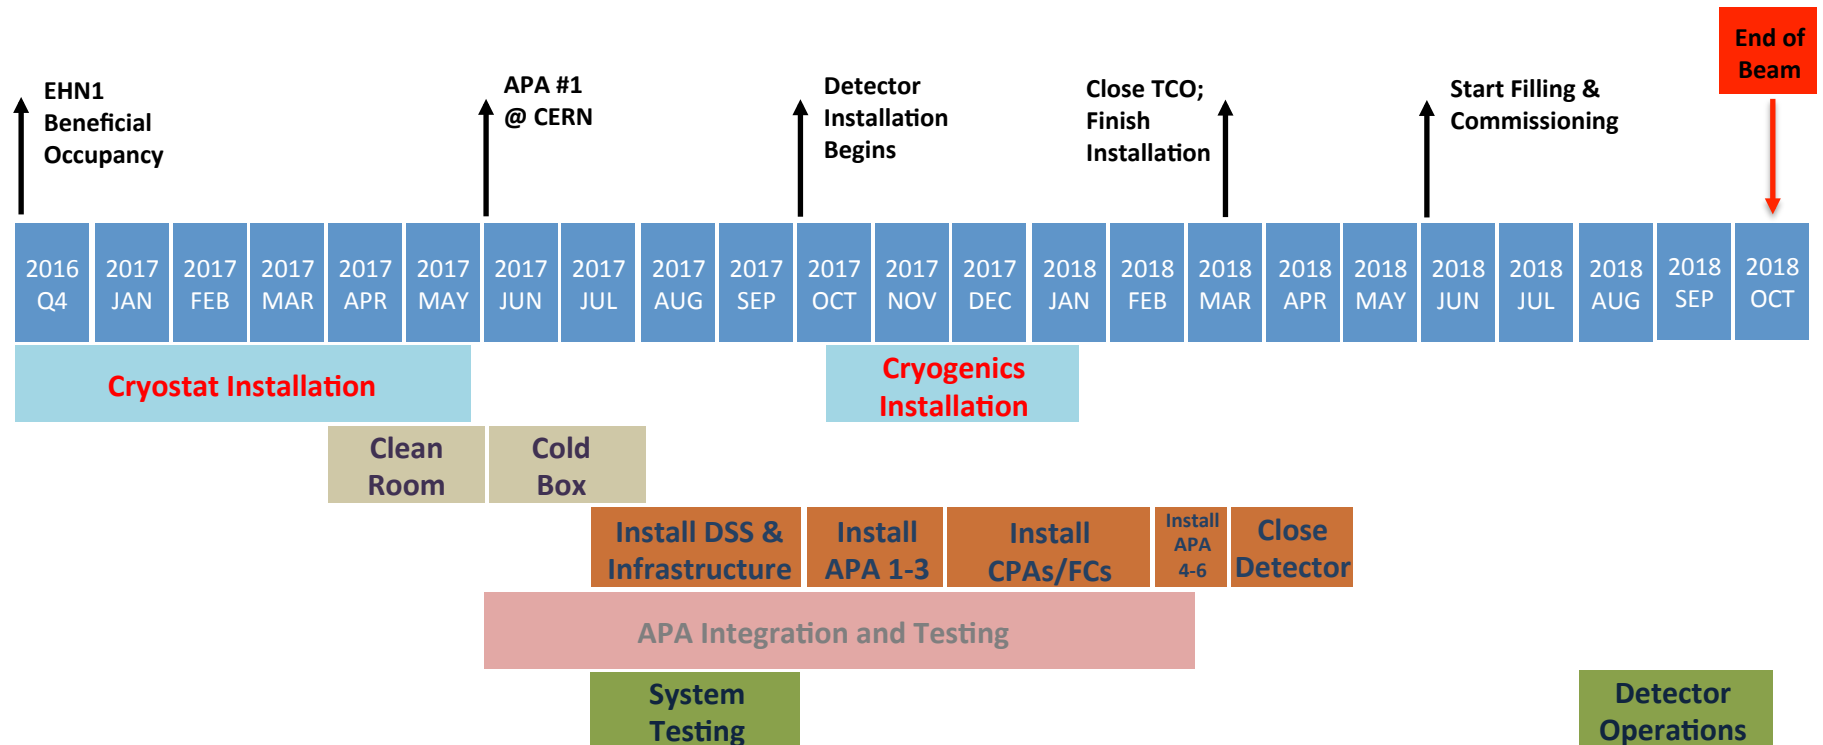 End of
Beam
EHN1
Beneficial
Occupancy
APA #1
@ CERN
Detector
Installation
Begins
Close TCO;
Finish
Installation
Start Filling &
Commissioning
2016
Q4
2017
JAN
2017
FEB
2017
MAR
2017
APR
2017
MAY
2017
JUN
2017
JUL
2017
AUG
2017
SEP
2017
OCT
2017
NOV
2017
DEC
2018
JAN
2018
FEB
2018
MAR
2018
APR
2018
MAY
2018
JUN
2018
JUL
2018
AUG
2018
SEP
2018
OCT
Cryostat Installation
Cryogenics
Installation
Clean
Room
Cold
Box
Install DSS &
Infrastructure
Install
APA 1-3
Install
CPAs/FCs
Install
APA
4-6
Close
Detector
APA Integration and Testing
System
Testing
Detector
Operations